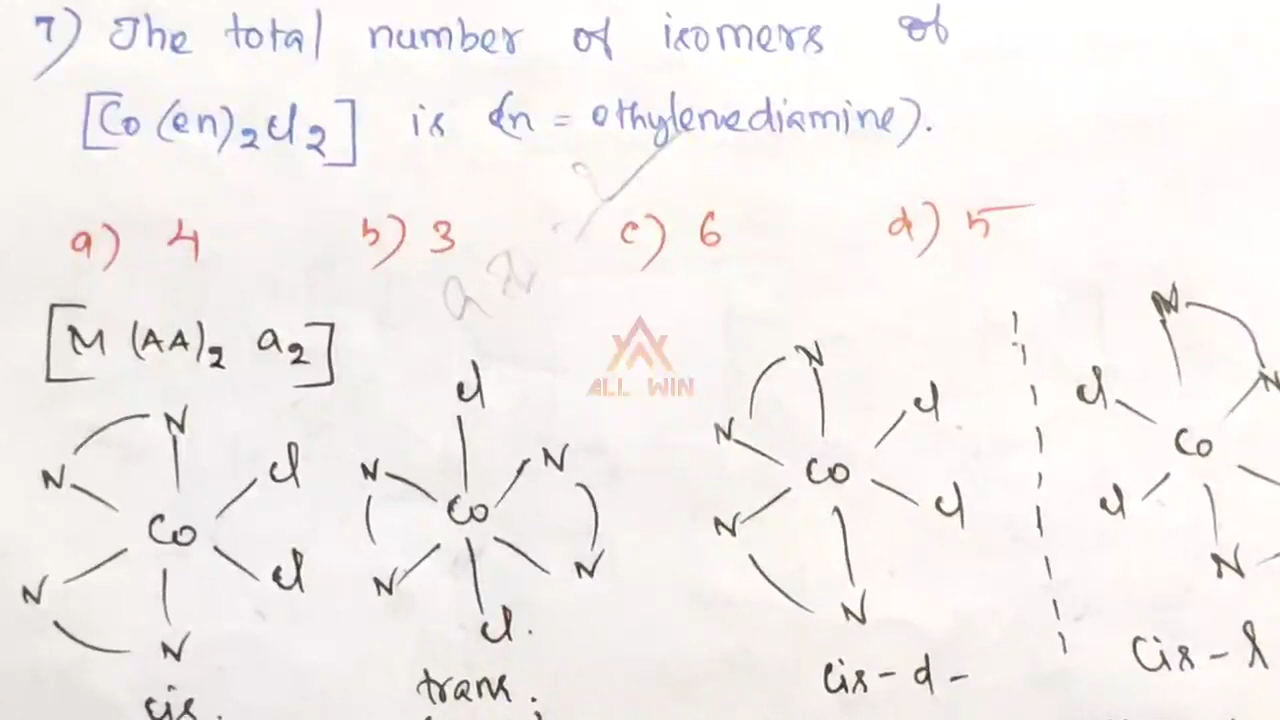 7) The total number of isomers of
[Co(en)₂Cl₂] is (en = ethylenediamine).
a) 4 b) 3 c) 6 d) 5
[M (AA)₂ a₂]
ALL WIN
N N Cl Cl Co N N
cis.
Cl N N Co N N Cl.
trans.
N N Cl Co Cl N N
cis-d-
N Cl N Co Cl N
Cis-l